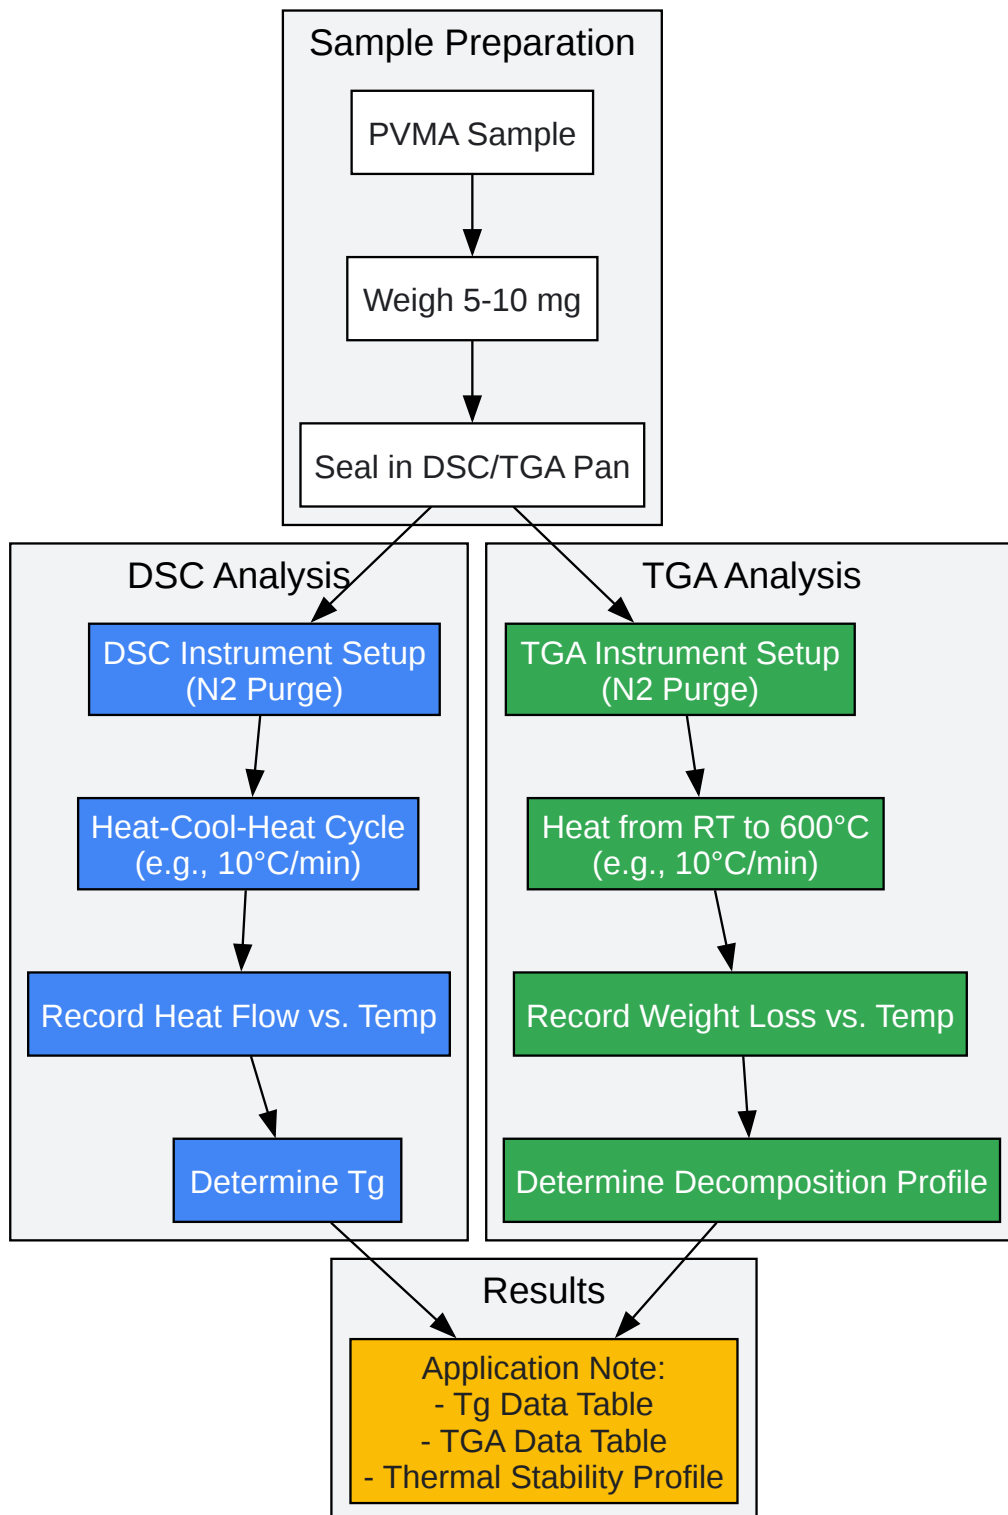 Sample Preparation
PVMA Sample
Weigh 5-10 mg
Seal in DSC/TGA Pan
DSC Analysis
DSC Instrument Setup
(N2 Purge)
Heat-Cool-Heat Cycle
(e.g., 10°C/min)
Record Heat Flow vs. Temp
Determine Tg
TGA Analysis
TGA Instrument Setup
(N2 Purge)
Heat from RT to 600°C
(e.g., 10°C/min)
Record Weight Loss vs. Temp
Determine Decomposition Profile
Results
Application Note:
- Tg Data Table
- TGA Data Table
- Thermal Stability Profile